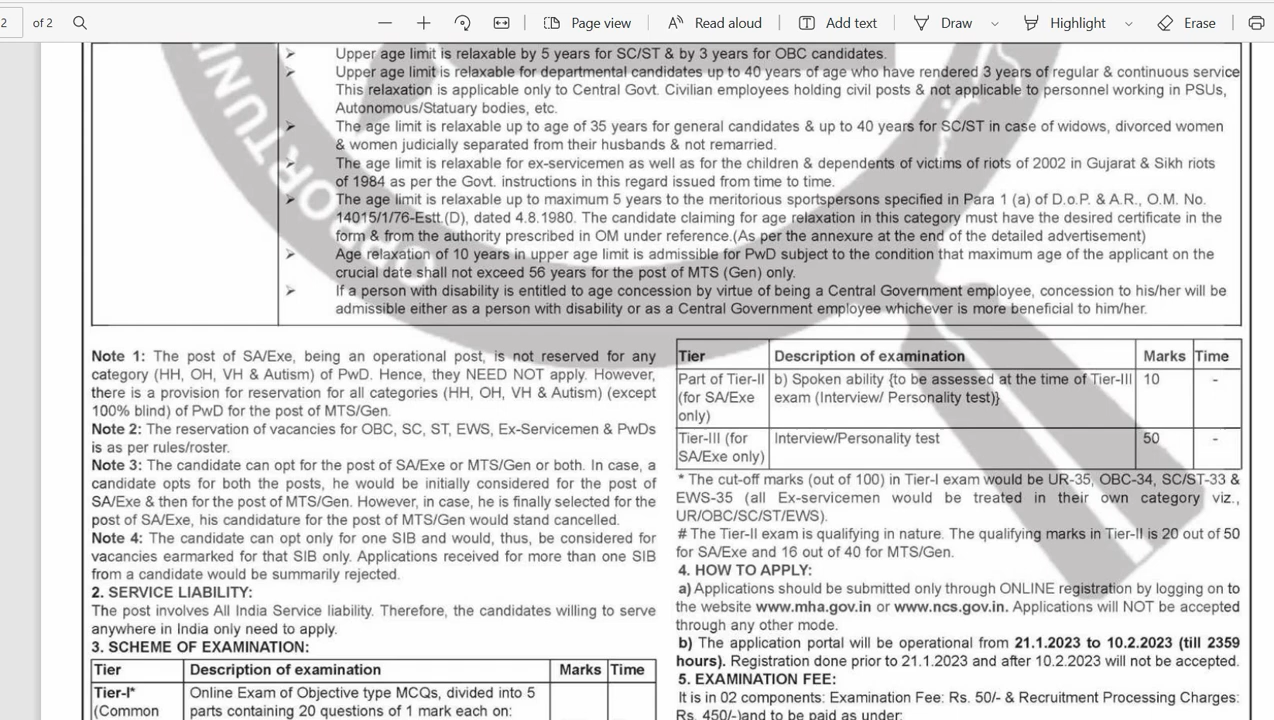 2 of 2 Page view Read aloud Add text Draw Highlight Erase
Upper age limit is relaxable by 5 years for SC/ST & by 3 years for OBC candidates.
Upper age limit is relaxable for departmental candidates up to 40 years of age who have rendered 3 years of regular & continuous service
This relaxation is applicable only to Central Govt. Civilian employees holding civil posts & not applicable to personnel working in PSUs,
Autonomous/Statuary bodies, etc.
The age limit is relaxable up to age of 35 years for general candidates & up to 40 years for SC/ST in case of widows, divorced women
& women judicially separated from their husbands & not remarried.
The age limit is relaxable for ex-servicemen as well as for the children & dependents of victims of riots of 2002 in Gujarat & Sikh riots
of 1984 as per the Govt. instructions in this regard issued from time to time.
The age limit is relaxable up to maximum 5 years to the meritorious sportspersons specified in Para 1 (a) of D.o.P. & A.R., O.M. No.
14015/1/76-Estt.(D), dated 4.8.1980. The candidate claiming for age relaxation in this category must have the desired certificate in the
form & from the authority prescribed in OM under reference.(As per the annexure at the end of the detailed advertisement)
Age relaxation of 10 years in upper age limit is admissible for PwD subject to the condition that maximum age of the applicant on the
crucial date shall not exceed 56 years for the post of MTS (Gen) only.
If a person with disability is entitled to age concession by virtue of being a Central Government employee, concession to his/her will be
admissible either as a person with disability or as a Central Government employee whichever is more beneficial to him/her.
Note 1: The post of SA/Exe, being an operational post, is not reserved for any
category (HH, OH, VH & Autism) of PwD. Hence, they NEED NOT apply. However,
there is a provision for reservation for all categories (HH, OH, VH & Autism) (except
100% blind) of PwD for the post of MTS/Gen.
Note 2: The reservation of vacancies for OBC, SC, ST, EWS, Ex-Servicemen & PwDs
is as per rules/roster.
Note 3: The candidate can opt for the post of SA/Exe or MTS/Gen or both. In case, a
candidate opts for both the posts, he would be initially considered for the post of
SA/Exe & then for the post of MTS/Gen. However, in case, he is finally selected for the
post of SA/Exe, his candidature for the post of MTS/Gen would stand cancelled.
Note 4: The candidate can opt only for one SIB and would, thus, be considered for
vacancies earmarked for that SIB only. Applications received for more than one SIB
from a candidate would be summarily rejected.
2. SERVICE LIABILITY:
The post involves All India Service liability. Therefore, the candidates willing to serve
anywhere in India only need to apply.
3. SCHEME OF EXAMINATION:
Tier Description of examination Marks Time
Tier-I* Online Exam of Objective type MCQs, divided into 5
(Common parts containing 20 questions of 1 mark each on:
Tier Description of examination Marks Time
Part of Tier-II b) Spoken ability {to be assessed at the time of Tier-III 10 -
(for SA/Exe exam (Interview/ Personality test)}
only)
Tier-III (for Interview/Personality test 50 -
SA/Exe only)
* The cut-off marks (out of 100) in Tier-I exam would be UR-35, OBC-34, SC/ST-33 &
EWS-35 (all Ex-servicemen would be treated in their own category viz.,
UR/OBC/SC/ST/EWS).
# The Tier-II exam is qualifying in nature. The qualifying marks in Tier-II is 20 out of 50
for SA/Exe and 16 out of 40 for MTS/Gen.
4. HOW TO APPLY:
a) Applications should be submitted only through ONLINE registration by logging on to
the website www.mha.gov.in or www.ncs.gov.in. Applications will NOT be accepted
through any other mode.
b) The application portal will be operational from 21.1.2023 to 10.2.2023 (till 2359
hours). Registration done prior to 21.1.2023 and after 10.2.2023 will not be accepted.
5. EXAMINATION FEE:
It is in 02 components: Examination Fee: Rs. 50/- & Recruitment Processing Charges:
Rs. 450/-)and to be paid as under: